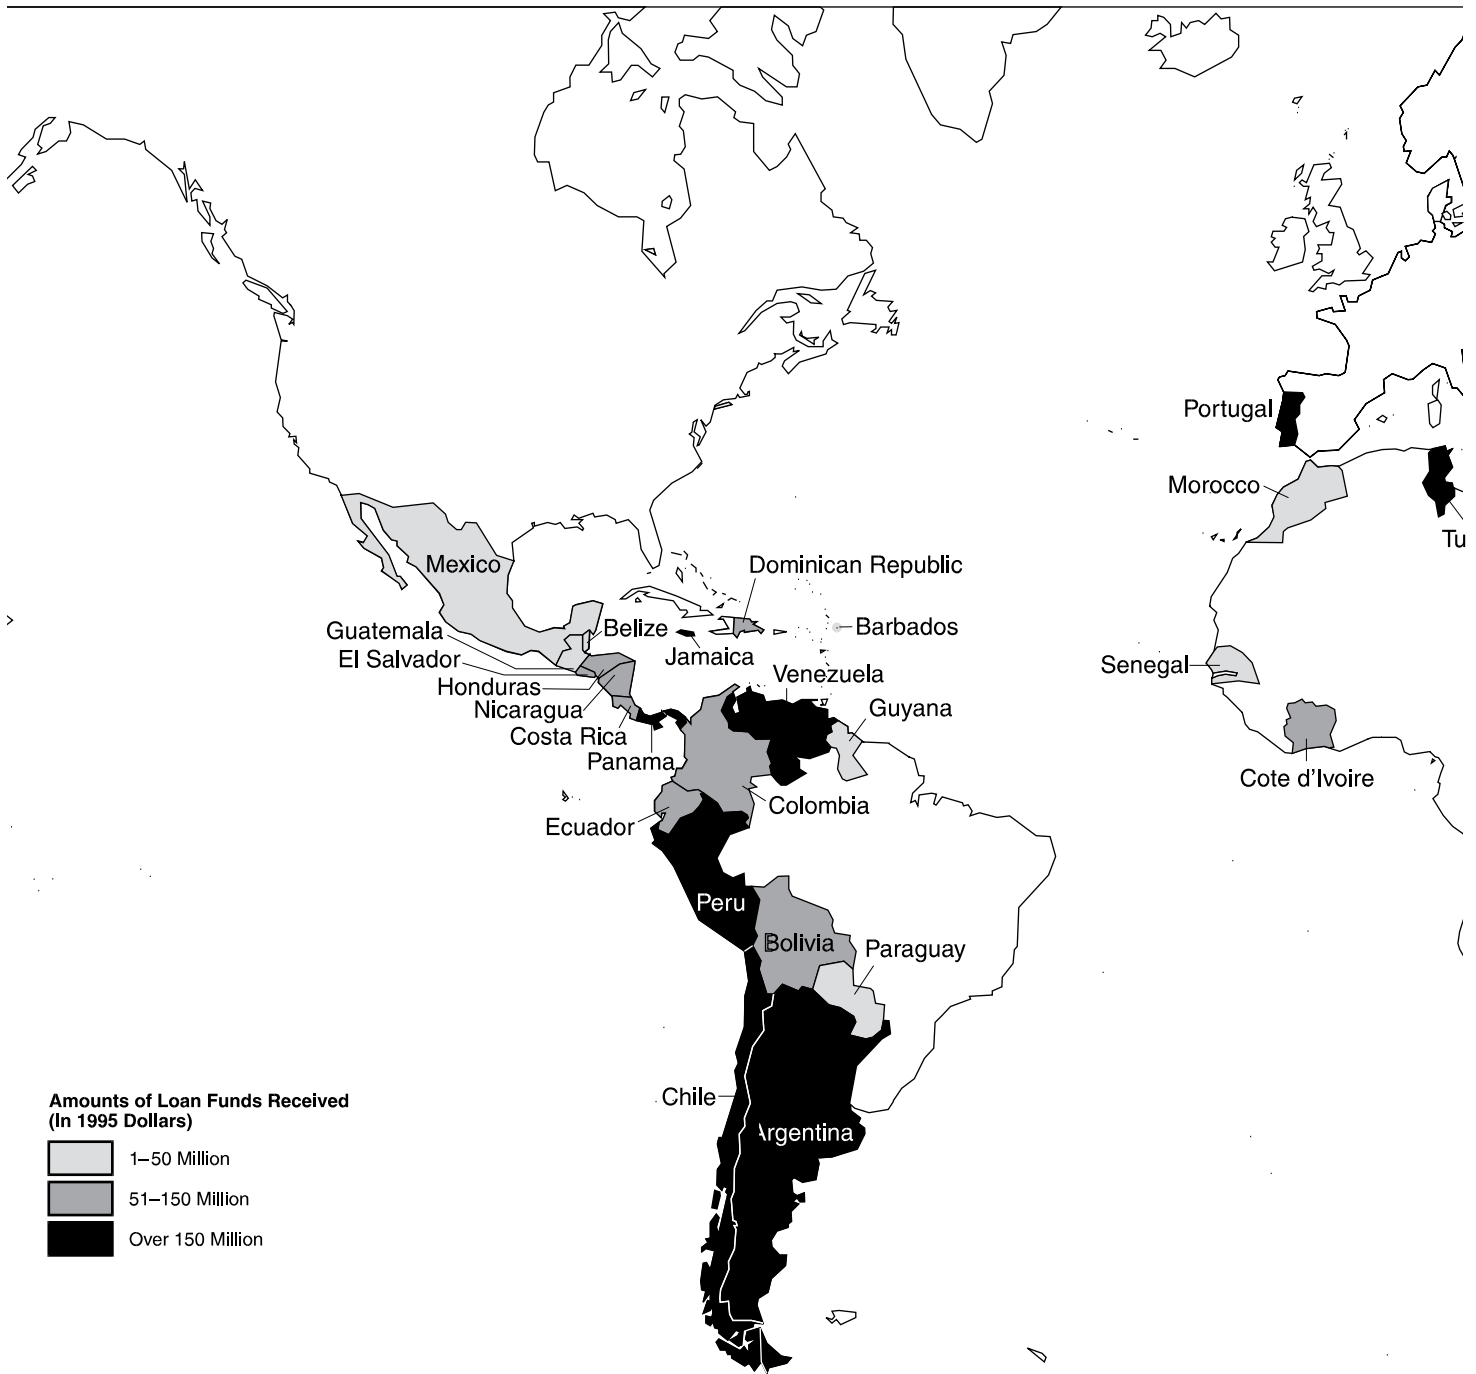 Portugal
Morocco
Tu
Mexico
Dominican Republic
Guatemala
Belize
Barbados
El Salvador
Jamaica
Senegal
Honduras
Venezuela
Nicaragua
Guyana
Costa Rica
Panama
Cote d'Ivoire
Colombia
Ecuador
Peru
Bolivia
Paraguay
Chile
Argentina
Amounts of Loan Funds Received
(In 1995 Dollars)
1–50 Million
51–150 Million
Over 150 Million